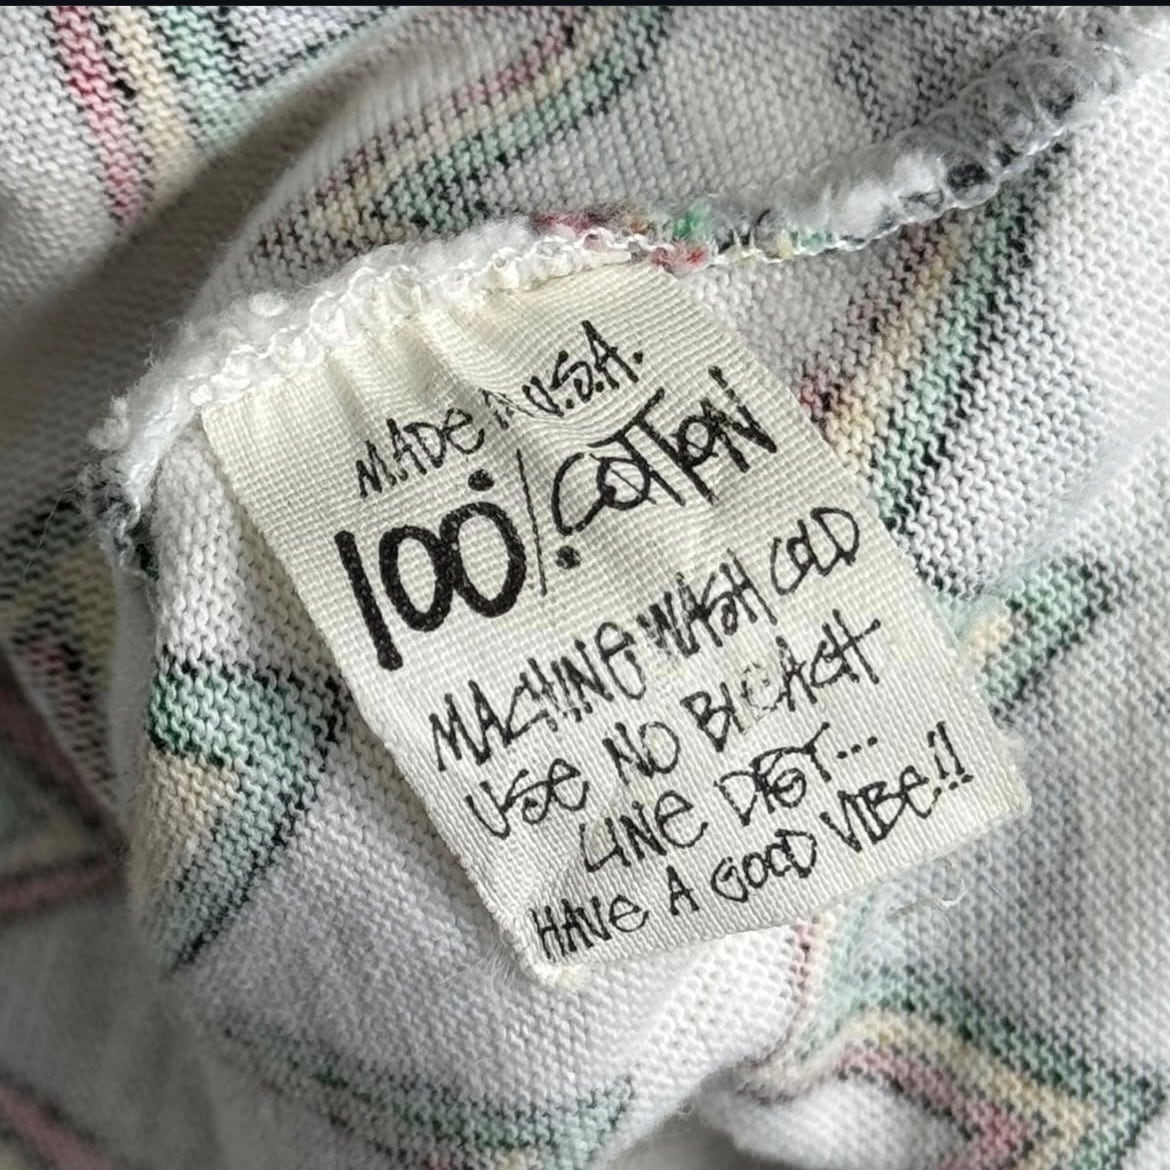 MADE IN U.S.A.
100% COTTON
MACHINE WASH COLD
USE NO BLEACH
LINE DRY...
HAVE A GOOD VIBE!!